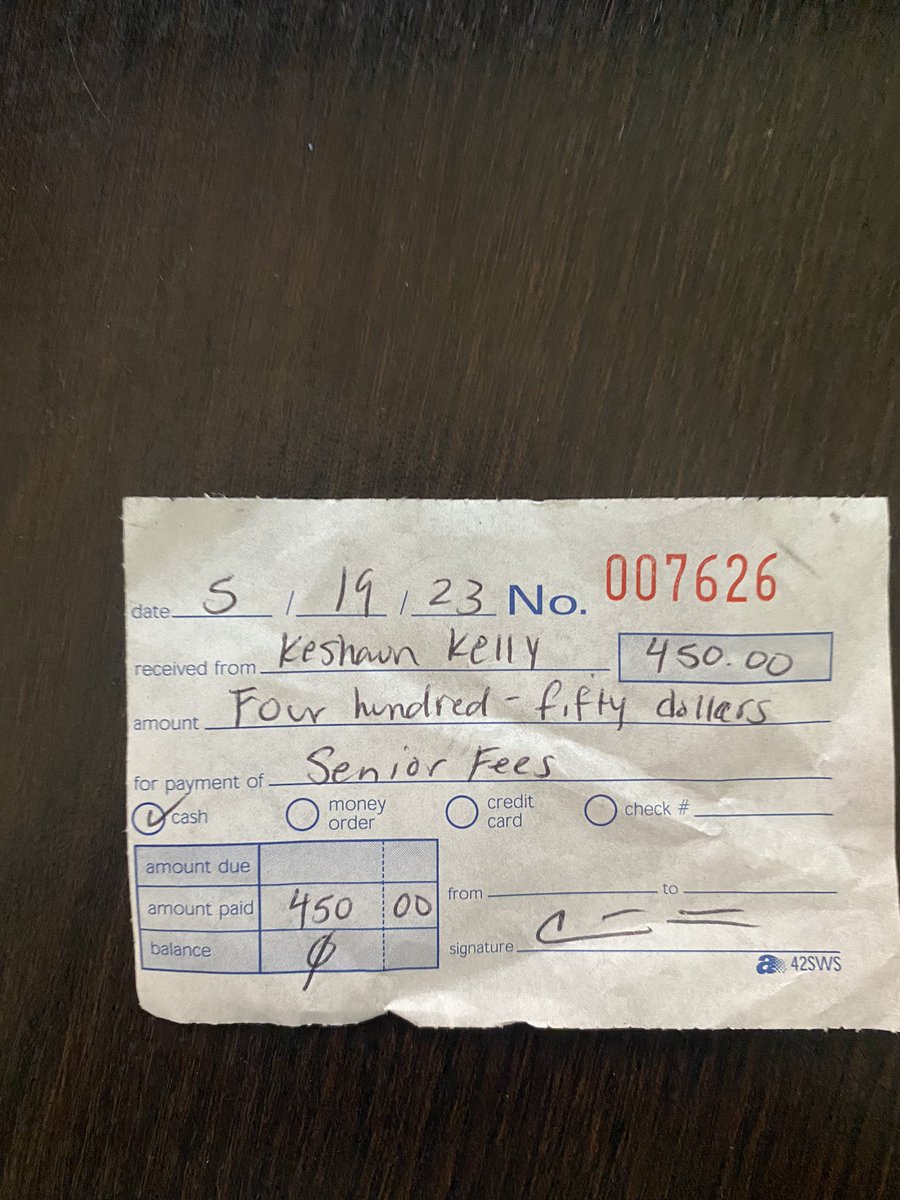 date 5 / 19 / 23 No. 007626
received from Keshawn Kelly 450.00
amount Four hundred - fifty dollars
for payment of Senior Fees
cash money order credit card check #
amount due
from to
amount paid 450 00
signature
balance φ
a 42SWS